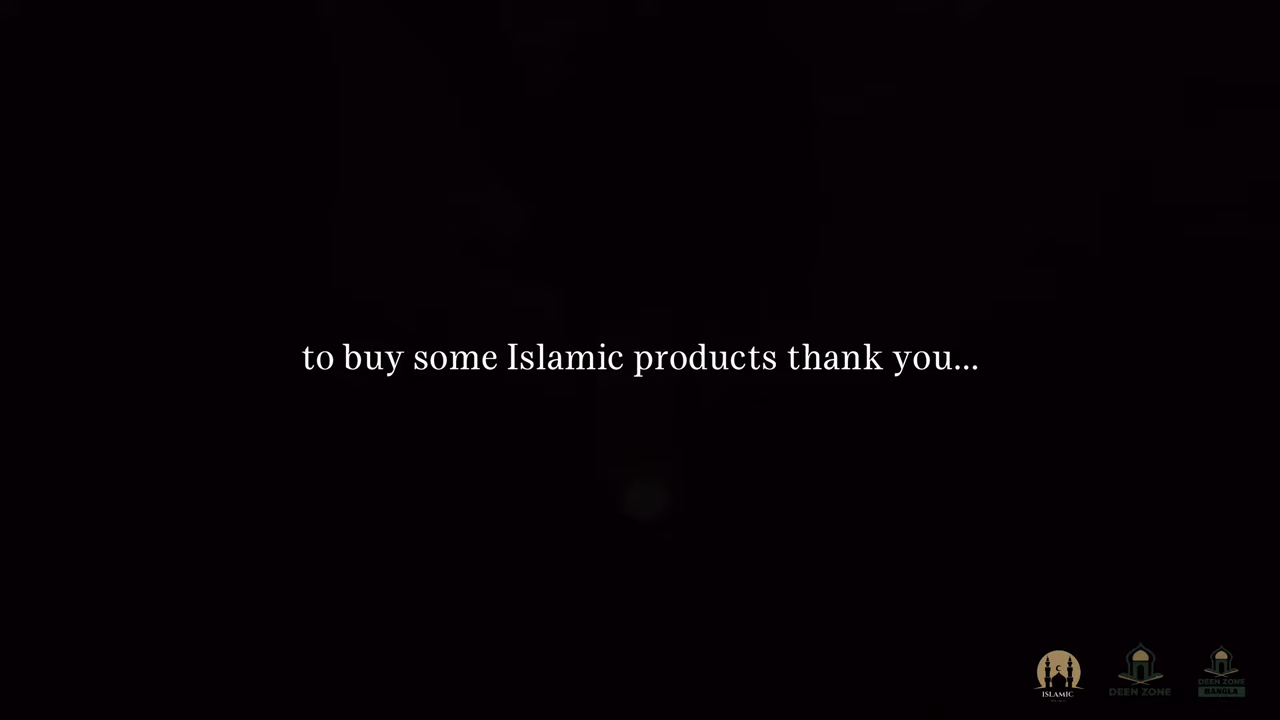 to buy some Islamic products thank you...
ISLAMIC
DEEN ZONE
DEEN ZONE
BANGLA